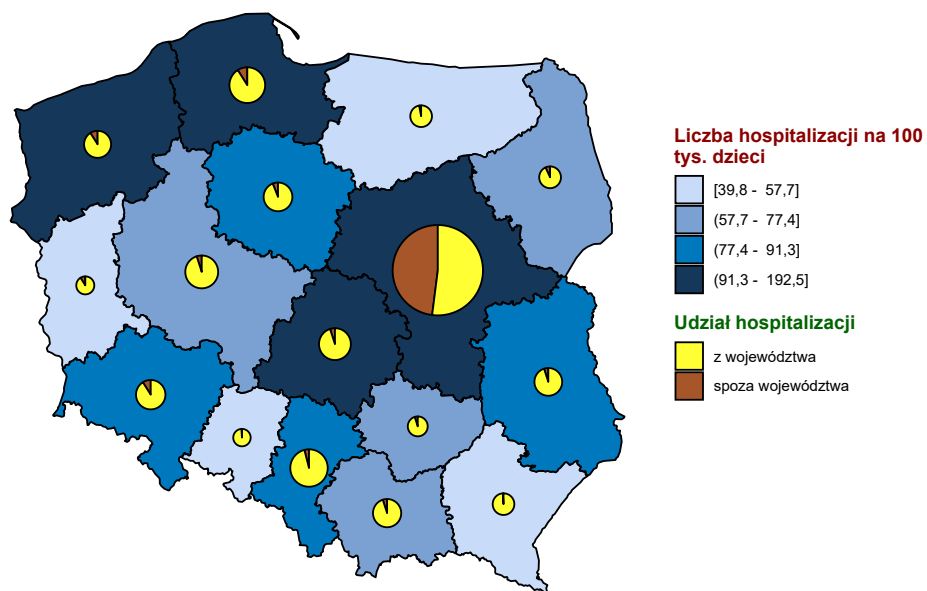 Liczba hospitalizacji na 100
tys. dzieci
[39,8 - 57,7]
(57,7 - 77,4]
(77,4 - 91,3]
(91,3 - 192,5]
Udział hospitalizacji
z województwa
spoza województwa